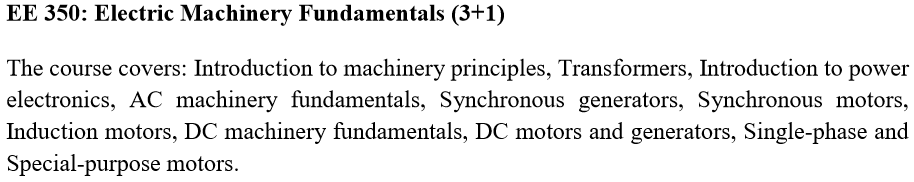 EE 350: Electric Machinery Fundamentals (3+1)
The course covers: Introduction to machinery principles, Transformers, Introduction to power
electronics, AC machinery fundamentals, Synchronous generators, Synchronous motors,
Induction motors, DC machinery fundamentals, DC motors and generators, Single-phase and
Special-purpose motors.